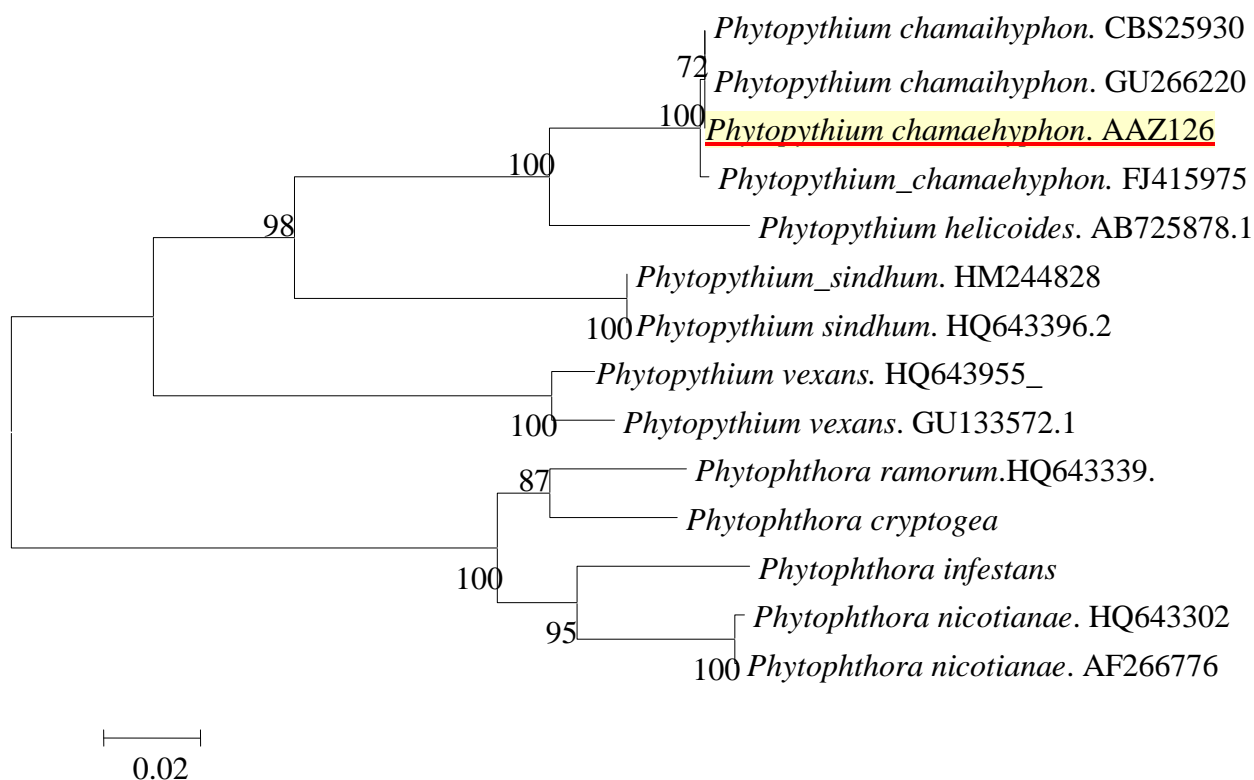 Phytopythium chamaihyphon. CBS25930
72
Phytopythium chamaihyphon. GU266220
100
Phytopythium chamaehyphon. AAZ126
100
Phytopythium_chamaehyphon. FJ415975
98
Phytopythium helicoides. AB725878.1
Phytopythium_sindhum. HM244828
100
Phytopythium sindhum. HQ643396.2
Phytopythium vexans. HQ643955_
100
Phytopythium vexans. GU133572.1
Phytophthora ramorum.HQ643339.
87
Phytophthora cryptogea
Phytophthora infestans
100
Phytophthora nicotianae. HQ643302
95
100
Phytophthora nicotianae. AF266776
0.02